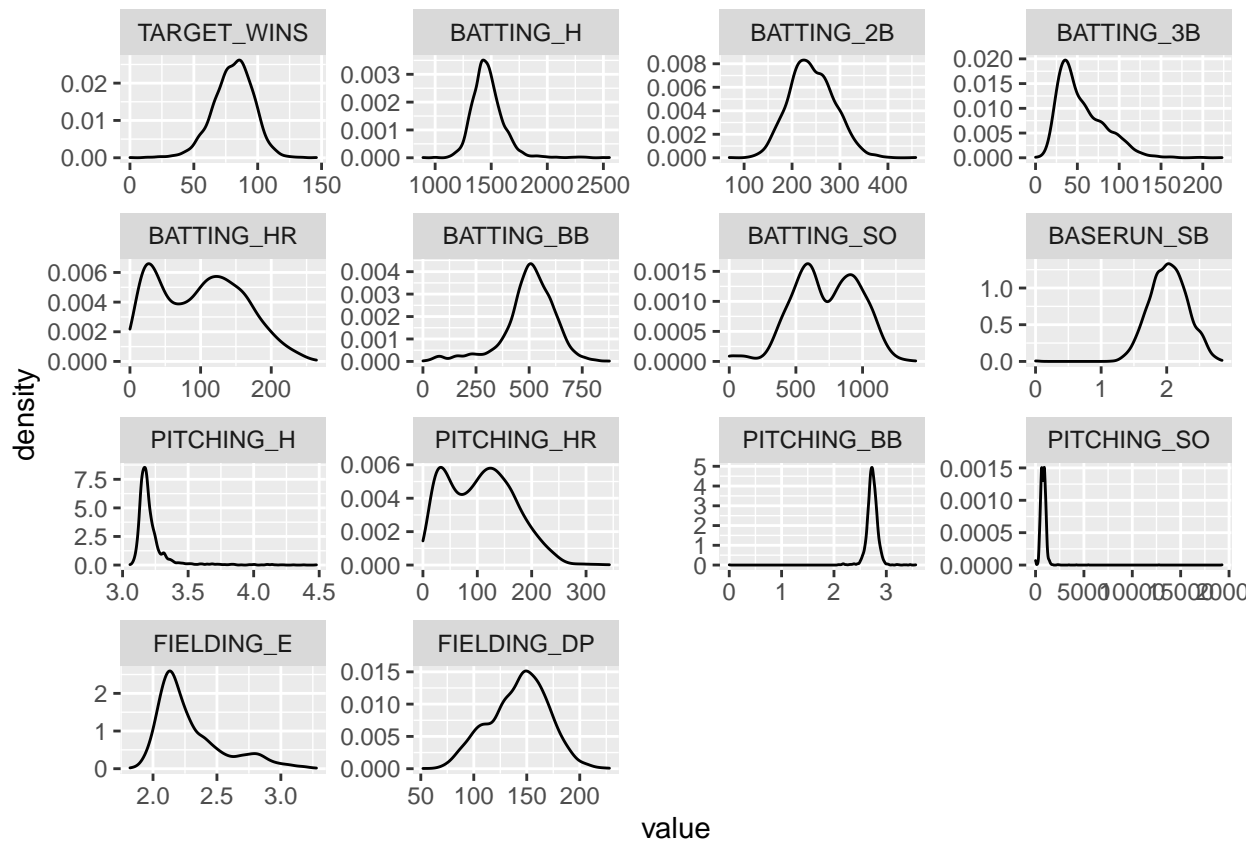 TARGET_WINS BATTING_H BATTING_2B BATTING_3B
0.02 0.003 0.008 0.020
0.01 0.002 0.006 0.015
0.00 0.001 0.004 0.010
0.000 0.002 0.005
0.000 0.000
0 50 100 150 1000 1500 2000 2500 100 200 300 400 0 50 100 150 200
BATTING_HR BATTING_BB BATTING_SO BASERUN_SB
0.006 0.004 0.0015 1.0
0.004 0.003 0.0010 0.5
0.002 0.002 0.0005 0.0
0.000 0.001 0.0000
0.000
0 100 200 0 250 500 750 0 500 1000 0 1 2
PITCHING_H PITCHING_HR PITCHING_BB PITCHING_SO
7.5 0.006 5 0.0015
5.0 0.004 4 0.0010
2.5 0.002 3 0.0005
0.0 0.000 2 0.0000
1
0
3.0 3.5 4.0 4.5 0 100 200 300 0 1 2 3 0 5000 10000 15000 2000
FIELDING_E FIELDING_DP
2 0.015
1 0.010
0 0.005
0.000
2.0 2.5 3.0 50 100 150 200
density
value